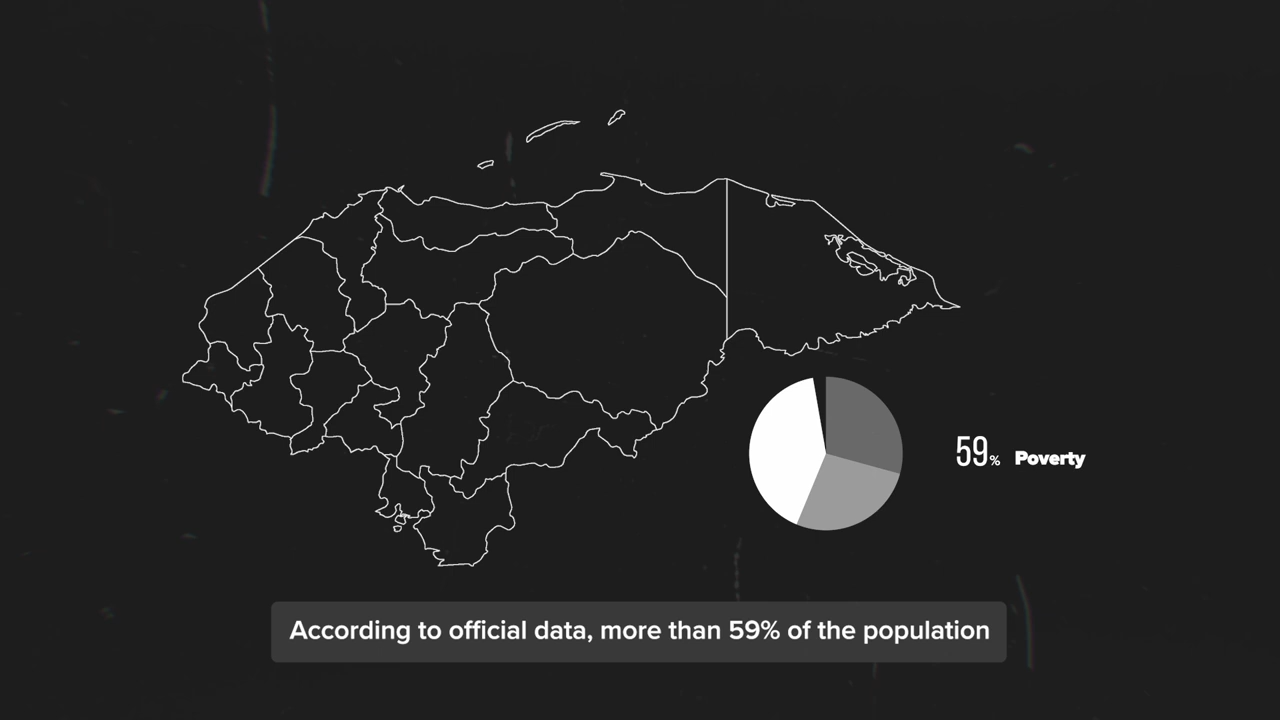 59% Poverty
According to official data, more than 59% of the population